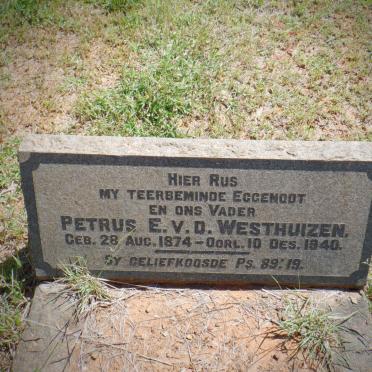 HIER RUS
MY TEERBEMINDE EGGENOOT
EN ONS VADER
PETRUS E. V. D. WESTHUIZEN.
GEB. 28 AUG. 1874 – OORL. 10 DES. 1940.
SY GELIEFKOOSDE PS. 89: 19.